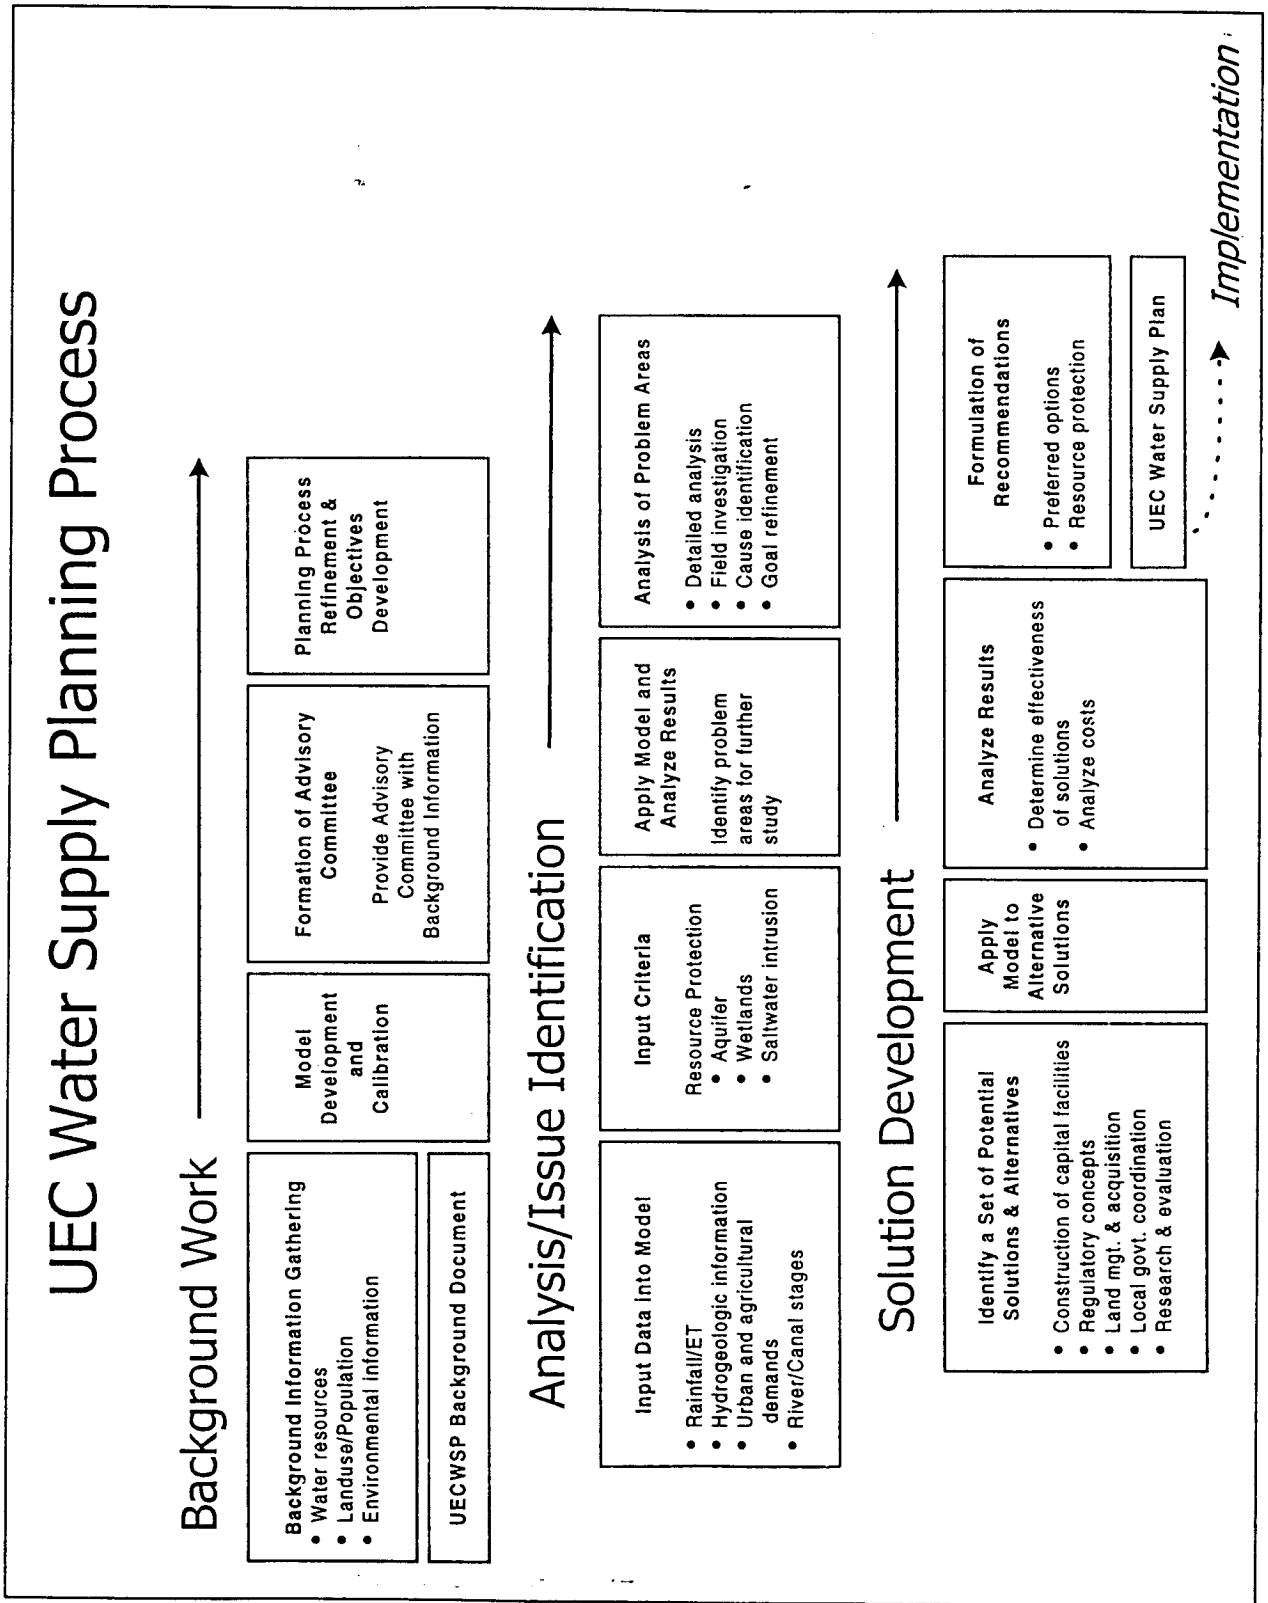 UEC Water Supply Planning Process
Background Work
Background Information Gathering
• Water resources
• Landuse/Population
• Environmental information
UECWSP Background Document
Model
Development
and
Calibration
Formation of Advisory
Committee
Provide Advisory
Committee with
Background Information
Planning Process
Refinement &
Objectives
Development
Analysis/Issue Identification
Input Data Into Model
• Rainfall/ET
• Hydrogeologic information
• Urban and agricultural
demands
• River/Canal stages
Input Criteria
Resource Protection
• Aquifer
• Wetlands
• Saltwater intrusion
Apply Model and
Analyze Results
Identify problem
areas for further
study
Analysis of Problem Areas
• Detailed analysis
• Field investigation
• Cause identification
• Goal refinement
Solution Development
Identify a Set of Potential
Solutions & Alternatives
• Construction of capital facilities
• Regulatory concepts
• Land mgt. & acquisition
• Local govt. coordination
• Research & evaluation
Apply
Model to
Alternative
Solutions
Analyze Results
• Determine effectiveness
of solutions
• Analyze costs
Formulation of
Recommendations
• Preferred options
• Resource protection
UEC Water Supply Plan
Implementation